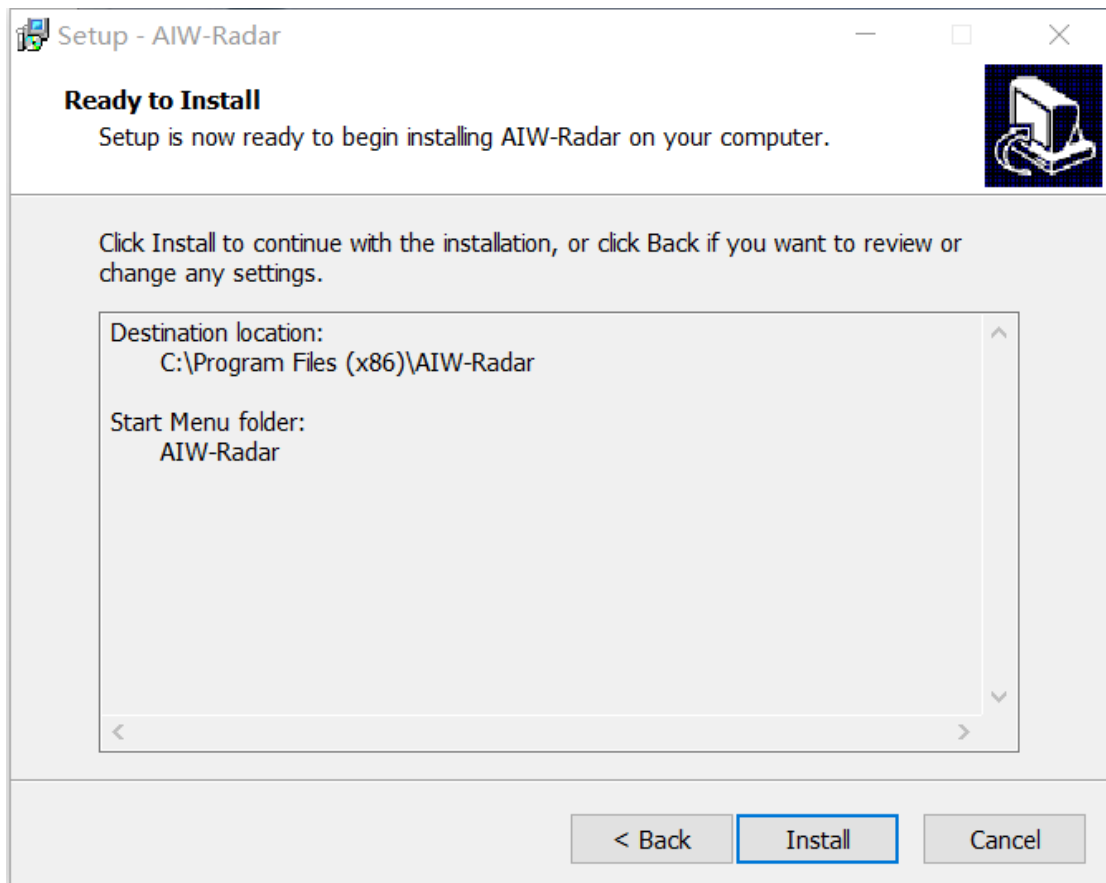 Setup - AIW-Radar
Ready to Install
Setup is now ready to begin installing AIW-Radar on your computer.
Click Install to continue with the installation, or click Back if you want to review or
change any settings.
Destination location:
C:\Program Files (x86)\AIW-Radar
Start Menu folder:
AIW-Radar
< Back
Install
Cancel